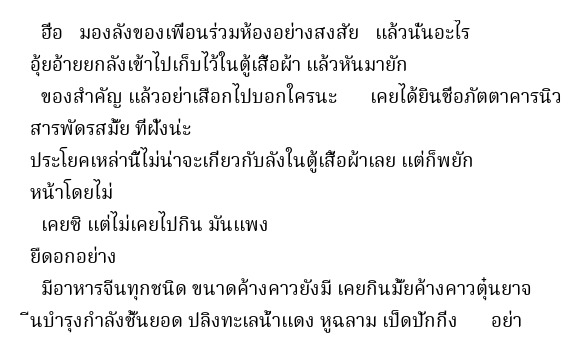 ฮือ มองลังของเพื่อนร่วมห้องอย่างสงสัย แล้วนั่นอะไร
อุ้ยอ้ายยกลังเข้าไปเก็บไว้ในตู้เสื้อผ้า แล้วหันมายัก
ของสำคัญ แล้วอย่าเสือกไปบอกใครนะ เคยได้ยินชื่อภัตตาคารนิว
สารพัดรสมั้ย ที่ฝั่งน่ะ
ประโยคเหล่านี้ไม่น่าจะเกี่ยวกับลังในตู้เสื้อผ้าเลย แต่ก็พยัก
หน้าโดยไม่
เคยซิ แต่ไม่เคยไปกิน มันแพง
ยืดอกอย่าง
มีอาหารจีนทุกชนิด ขนาดค้างคาวยังมี เคยกินมั้ยค้างคาวตุ๋นยาจ
ีนบำรุงกำลังชั้นยอด ปลิงทะเลน้ำแดง หูฉลาม เป็ดปักกิ่ง อย่า